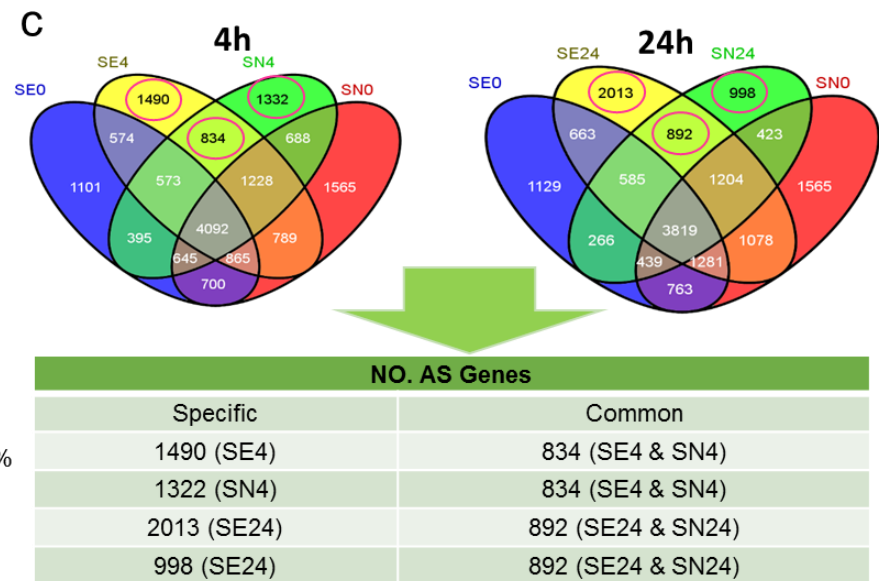 C
4h
24h
SE4
SN4
SE0
SN0
1490
1332
574
834
688
1101
573
1228
1565
395
4092
789
645
865
700
SE24
SN24
SE0
SN0
2013
998
663
892
423
1129
585
1204
1565
266
3819
1078
439
1281
763
NO. AS Genes
Specific Common
1490 (SE4) 834 (SE4 & SN4)
%
1322 (SN4) 834 (SE4 & SN4)
2013 (SE24) 892 (SE24 & SN24)
998 (SE24) 892 (SE24 & SN24)